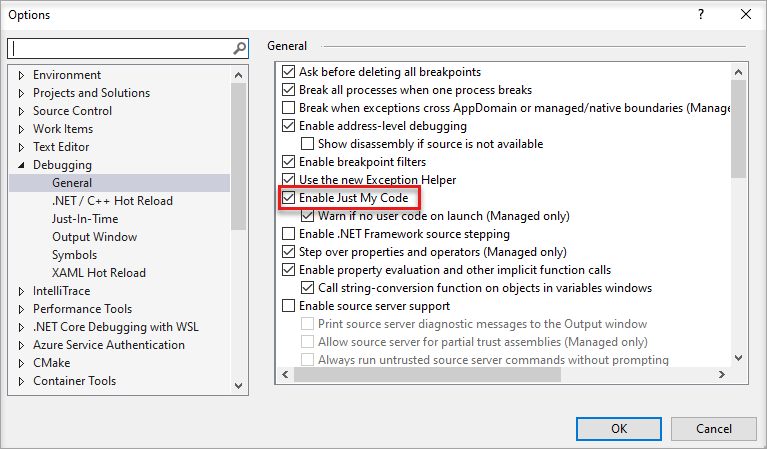 Options
General
Environment
Projects and Solutions
Source Control
Work Items
Text Editor
Debugging
General
.NET / C++ Hot Reload
Just-In-Time
Output Window
Symbols
XAML Hot Reload
IntelliTrace
Performance Tools
.NET Core Debugging with WSL
Azure Service Authentication
CMake
Container Tools
Ask before deleting all breakpoints
Break all processes when one process breaks
Break when exceptions cross AppDomain or managed/native boundaries (Manag
Enable address-level debugging
Show disassembly if source is not available
Enable breakpoint filters
Use the new Exception Helper
Enable Just My Code
Warn if no user code on launch (Managed only)
Enable .NET Framework source stepping
Step over properties and operators (Managed only)
Enable property evaluation and other implicit function calls
Call string-conversion function on objects in variables windows
Enable source server support
Print source server diagnostic messages to the Output window
Allow source server for partial trust assemblies (Managed only)
Always run untrusted source server commands without prompting
OK
Cancel